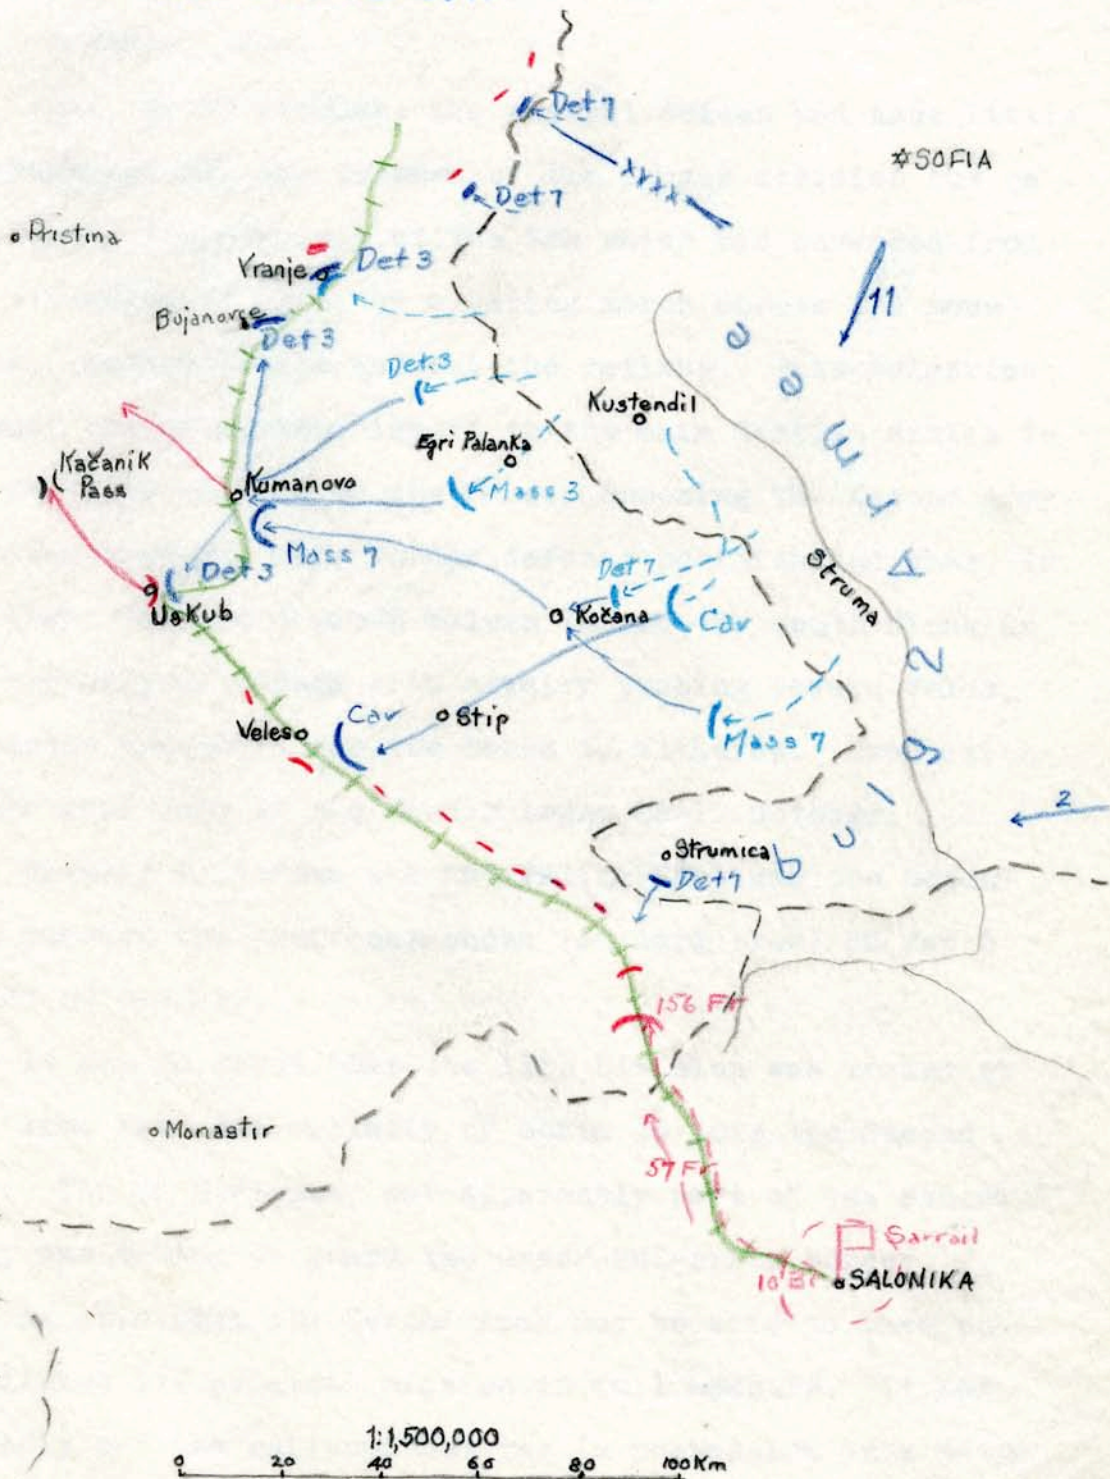 Det 7
☆SOFIA
xxxx
Det 7
Pristina
Det 3
Vranje
11
Bujanovce
Det 3
Det.3
Kustendil
Egri Palanka
Kačanik
Pass
Kumanovo
Mass 3
Mass 7
Struma
Det 7
Det 3
Uskub
Kočana
Cav
Cav
Stip
Veleso
Mass 7
2
Strumica
Det 7
156 Fr
Monastir
57 Fr
Sarrail
10 Br
SALONIKA
1:1,500,000
0 20 40 60 80 100 Km